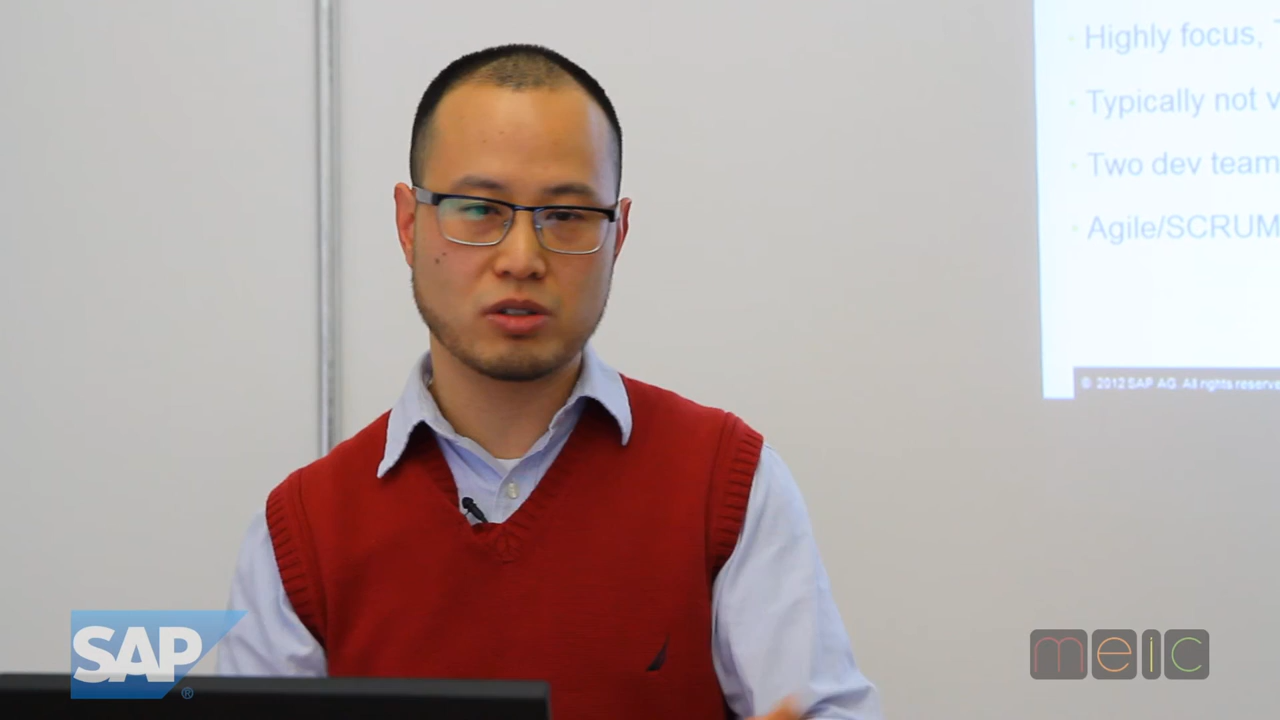 Highly focus,
Typically not
Two dev team
Agile/SCRUM
© 2012 SAP AG. All rights reserve
SAP
®
meic